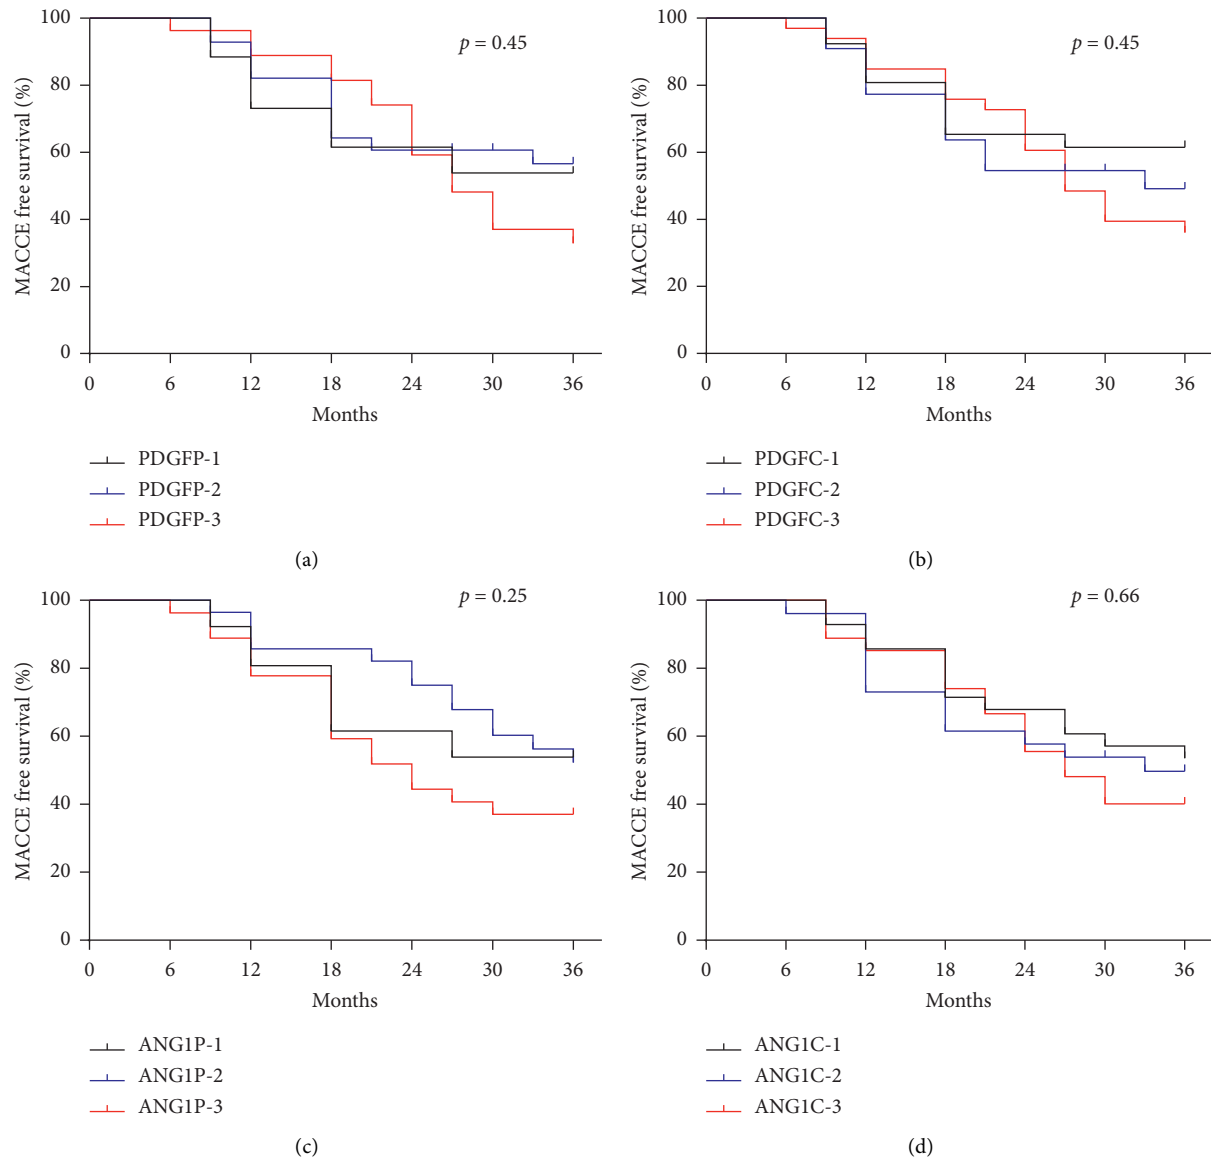 MACCE free survival (%)
100
80
60
40
20
0
p = 0.45
0 6 12 18 24 30 36
Months
PDGFP-1
PDGFP-2
PDGFP-3
(a)
MACCE free survival (%)
100
80
60
40
20
0
p = 0.45
0 6 12 18 24 30 36
Months
PDGFC-1
PDGFC-2
PDGFC-3
(b)
MACCE free survival (%)
100
80
60
40
20
0
p = 0.25
0 6 12 18 24 30 36
Months
ANG1P-1
ANG1P-2
ANG1P-3
(c)
MACCE free survival (%)
100
80
60
40
20
0
p = 0.66
0 6 12 18 24 30 36
Months
ANG1C-1
ANG1C-2
ANG1C-3
(d)